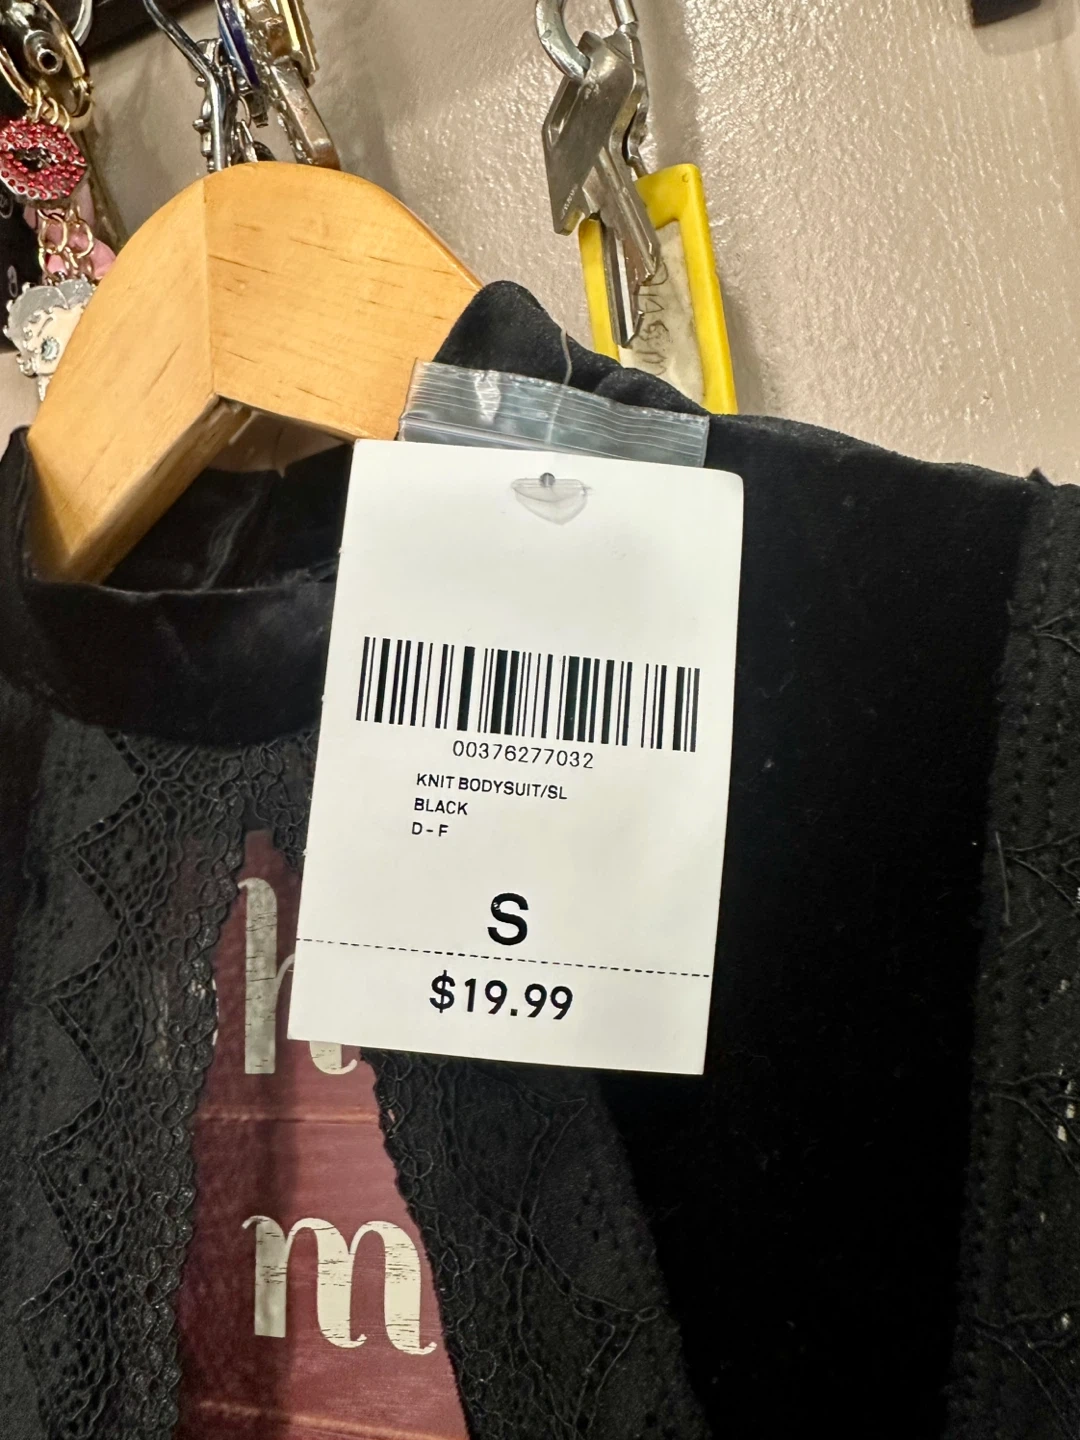 00376277032
KNIT BODYSUIT/SL
BLACK
D-F
S
$19.99
h
m